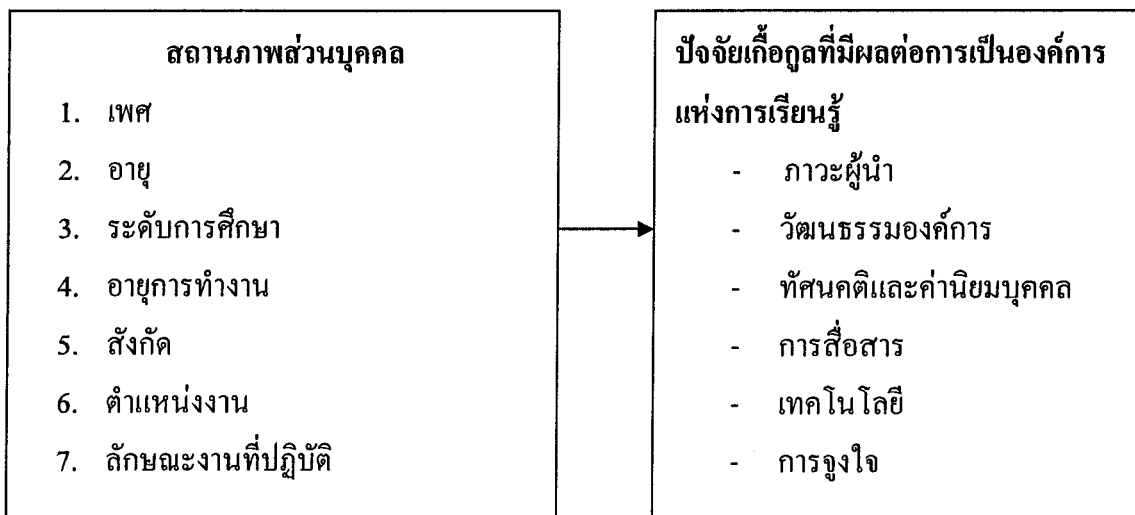 สถานภาพส่วนบุคคล
1. เพศ
2. อายุ
3. ระดับการศึกษา
4. อายุการทำงาน
5. สังกัด
6. ตำแหน่งงาน
7. ลักษณะงานที่ปฏิบัติ
ปัจจัยเกื้อกูลที่มีผลต่อการเป็นองค์การ
แห่งการเรียนรู้
- ภาวะผู้นำ
- วัฒนธรรมองค์การ
- ทัศนคติและค่านิยมบุคคล
- การสื่อสาร
- เทคโนโลยี
- การจูงใจ